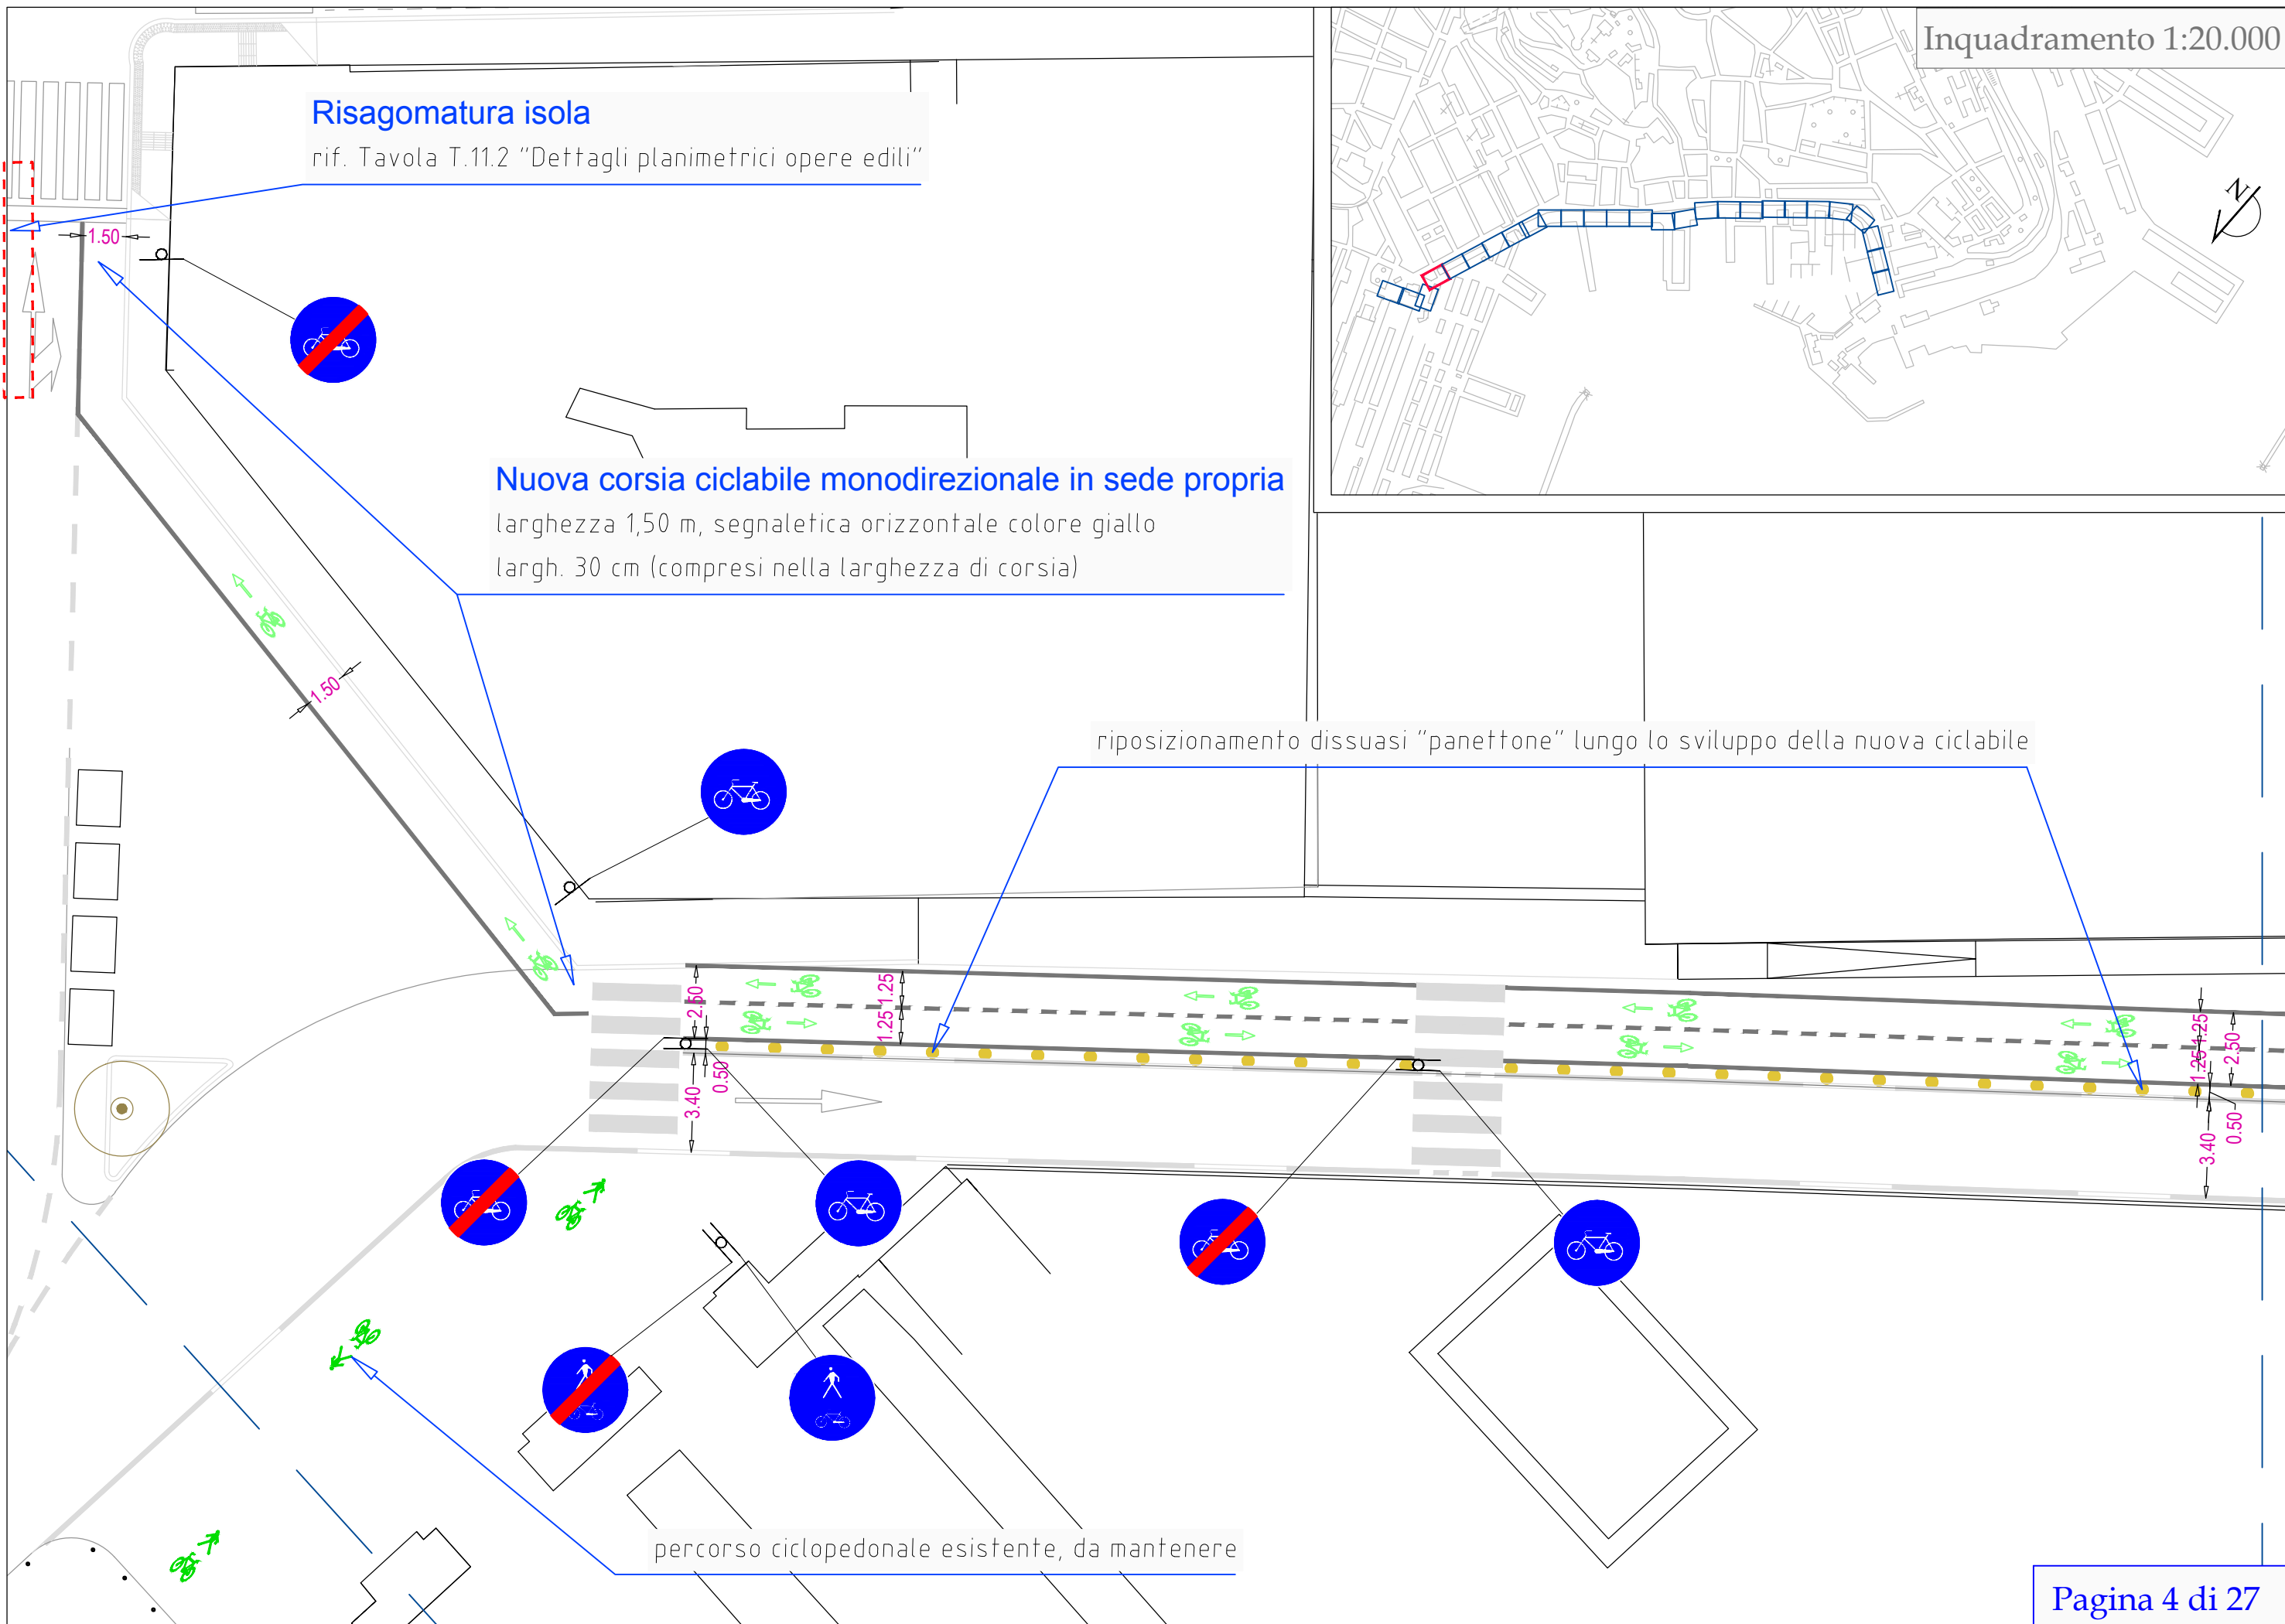 Inquadramento 1:20.000
N
Risagomatura isola
rif. Tavola T.11.2 "Dettagli planimetrici opere edili"
1.50
Nuova corsia ciclabile monodirezionale in sede propria
larghezza 1,50 m, segnaletica orizzontale colore giallo
largh. 30 cm (compresi nella larghezza di corsia)
1.50
riposizionamento dissuasi "panettone" lungo lo sviluppo della nuova ciclabile
2.50
1.25
1.25
0.50
3.40
1.25
1.25
2.50
0.50
3.40
percorso ciclopedonale esistente, da mantenere
Pagina 4 di 27